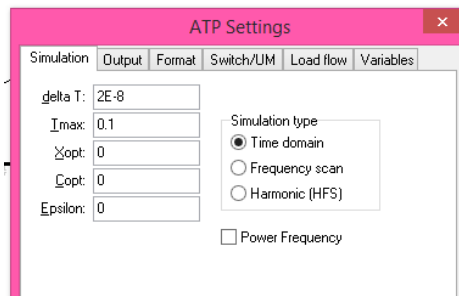 ATP Settings
Simulation Output Format Switch/UM Load flow Variables
delta T: 2E-8
Tmax: 0.1
Xopt: 0
Copt: 0
Epsilon: 0
Simulation type
Time domain
Frequency scan
Harmonic (HFS)
Power Frequency